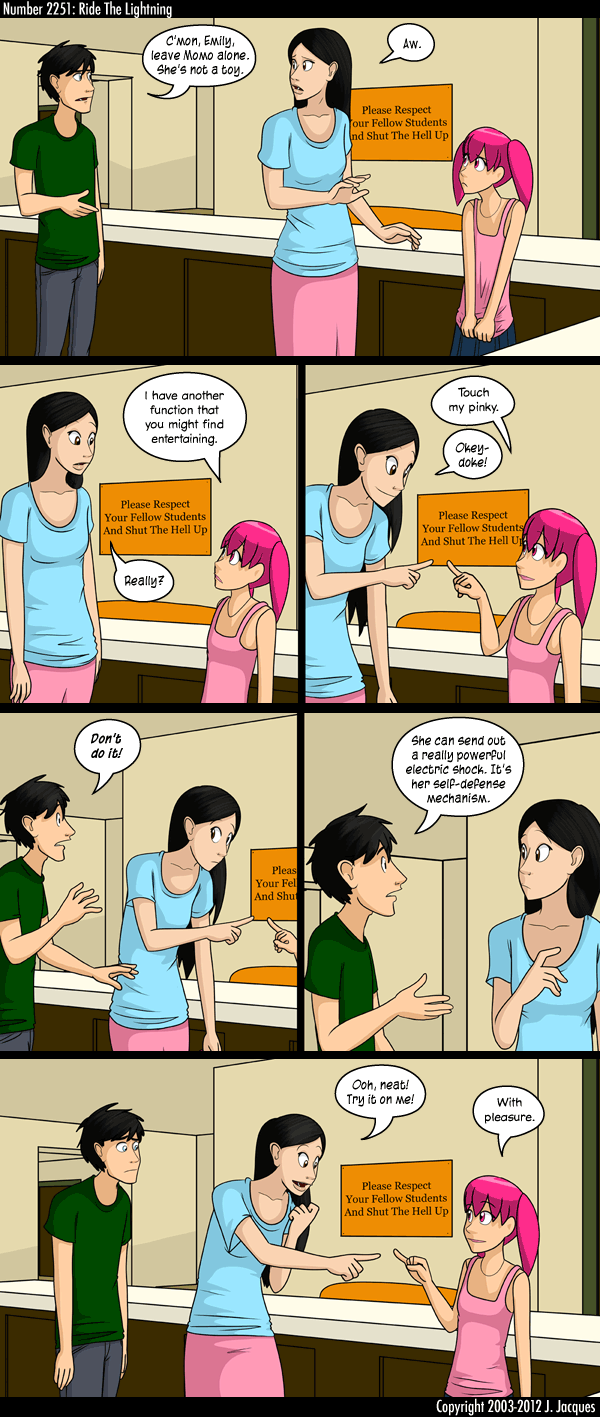 Number 2251: Ride The Lightning
C'mon, Emily,
leave Momo alone.
She's not a toy.
Aw.
Please Respect
Your Fellow Students
And Shut The Hell Up
I have another
function that
you might find
entertaining.
Please Respect
Your Fellow Students
And Shut The Hell Up
Really?
Touch
my pinky.
Okey-
doke!
Please Respect
Your Fellow Students
And Shut The Hell Up
Don't
do it!
Pleas
Your Fel
And Shut
She can send out
a really powerful
electric shock. It's
her self-defense
mechanism.
Ooh, neat!
Try it on me!
With
pleasure.
Please Respect
Your Fellow Students
And Shut The Hell Up
Copyright 2003-2012 J. Jacques